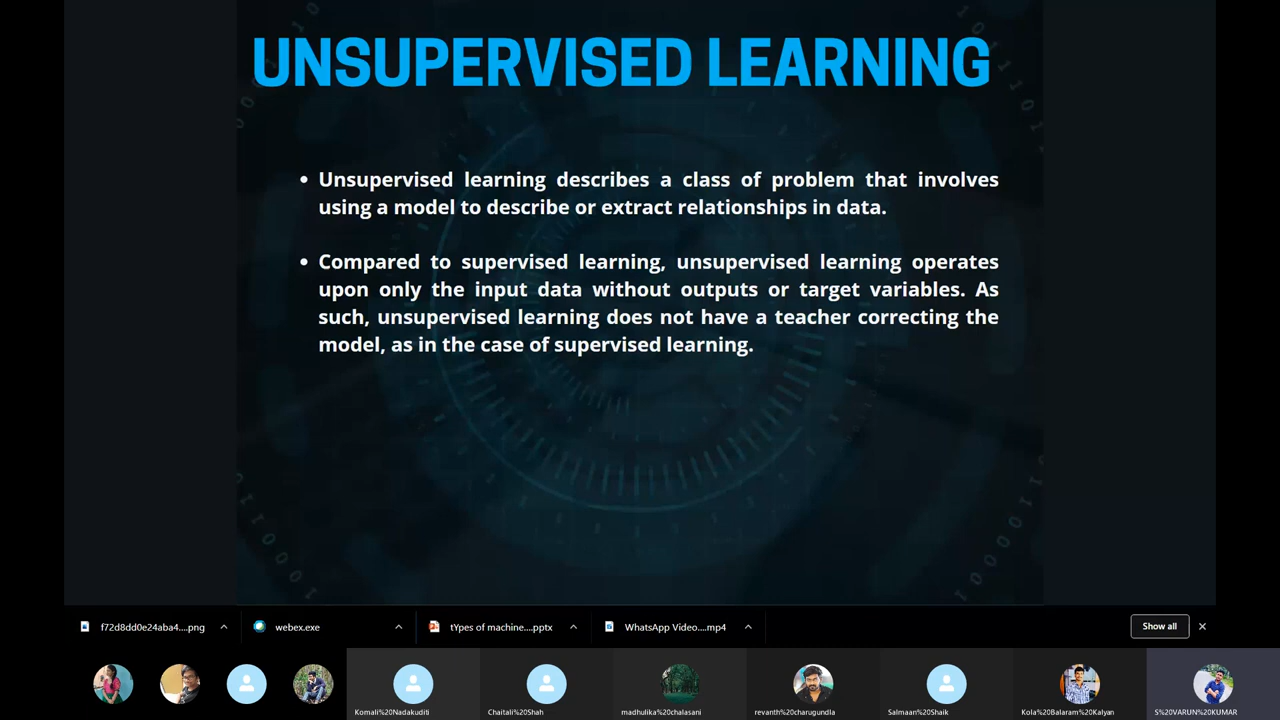 UNSUPERVISED LEARNING
• Unsupervised learning describes a class of problem that involves
using a model to describe or extract relationships in data.
• Compared to supervised learning, unsupervised learning operates
upon only the input data without outputs or target variables. As
such, unsupervised learning does not have a teacher correcting the
model, as in the case of supervised learning.
f72d8dd0e24aba4....png
webex.exe
tYpes of machine....pptx
WhatsApp Video....mp4
Show all
Komali%20Nadakuditi
Chaitali%20Shah
madhulika%20chalasani
revanth%20charugundla
Salmaan%20Shaik
Kola%20Balaram%20Kalyan
S%20VARUN%20KUMAR